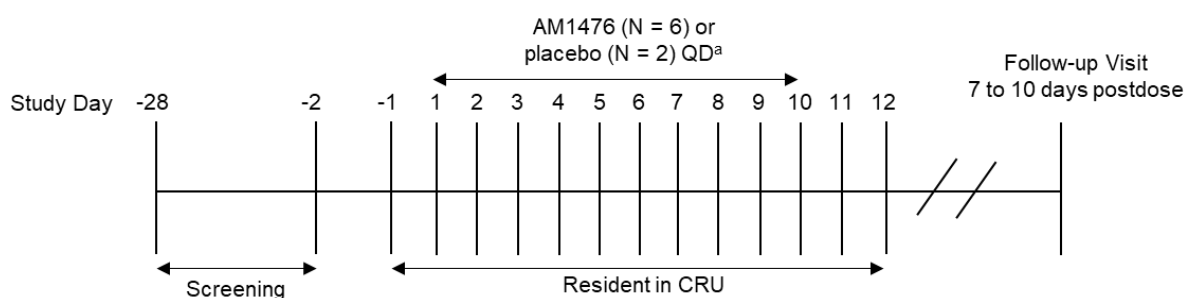 AM1476 (N = 6) or
placebo (N = 2) QDa
Follow-up Visit
7 to 10 days postdose
Study Day -28 -2 -1 1 2 3 4 5 6 7 8 9 10 11 12
Screening
Resident in CRU